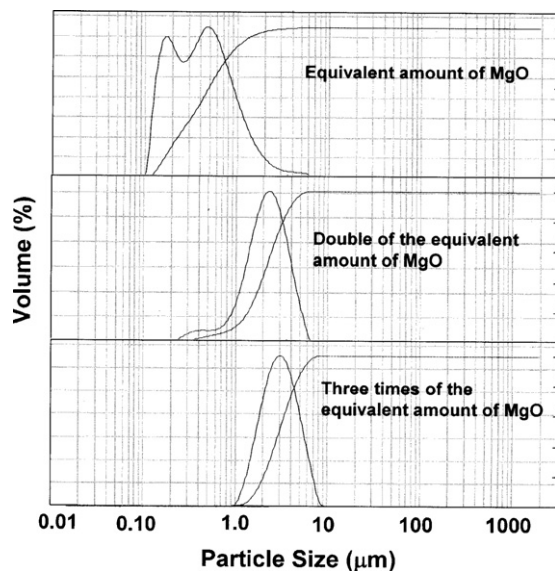 Equivalent amount of MgO
Double of the equivalent
amount of MgO
Three times of the
equivalent amount of MgO
Volume (%)
0.01 0.10 1.0 10 100 1000
Particle Size (μm)